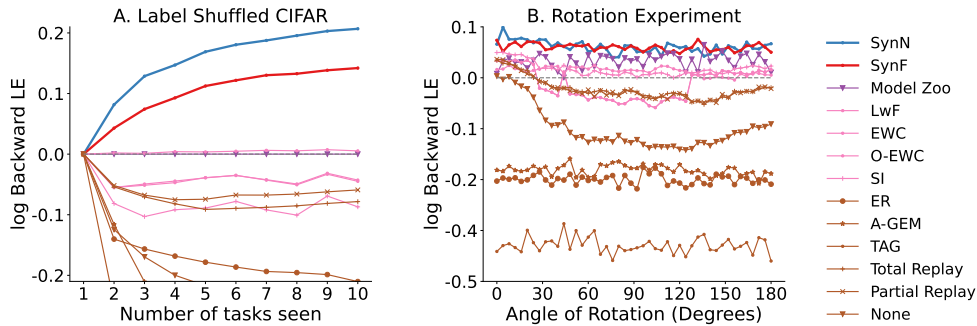 A. Label Shuffled CIFAR
log Backward LE
0.2
0.1
0.0
-0.1
-0.2
1 2 3 4 5 6 7 8 9 10
Number of tasks seen
B. Rotation Experiment
log Backward LE
0.1
0.0
-0.1
-0.2
-0.4
-0.5
0 30 60 90 120 150 180
Angle of Rotation (Degrees)
SynN
SynF
Model Zoo
LwF
EWC
O-EWC
SI
ER
A-GEM
TAG
Total Replay
Partial Replay
None